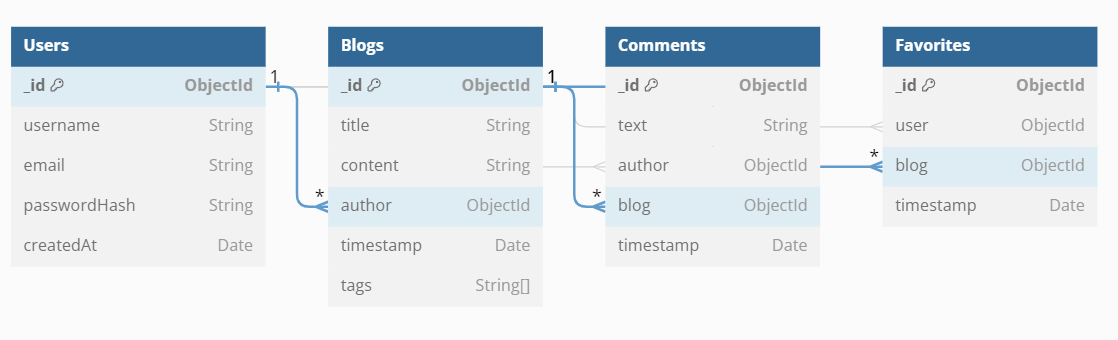 Users
_id ObjectId
username String
email String
passwordHash String
createdAt Date
1
*
Blogs
_id ObjectId
title String
content String
author ObjectId
timestamp Date
tags String[]
1
*
Comments
_id ObjectId
text String
author ObjectId
blog ObjectId
timestamp Date
*
Favorites
_id ObjectId
user ObjectId
blog ObjectId
timestamp Date